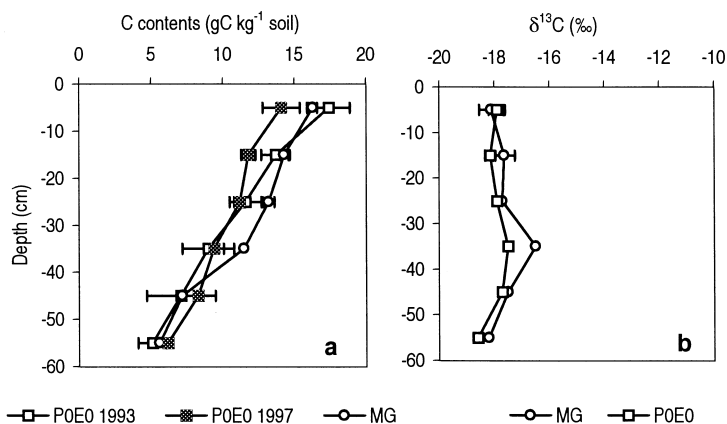 C contents (gC kg⁻¹ soil)
0 5 10 15 20
0
-10
-20
-30
-40
-50
-60
Depth (cm)
a
P0E0 1993 P0E0 1997 MG
δ¹³C (‰)
-20 -18 -16 -14 -12 -10
0
-10
-20
-30
-40
-50
-60
b
MG P0E0